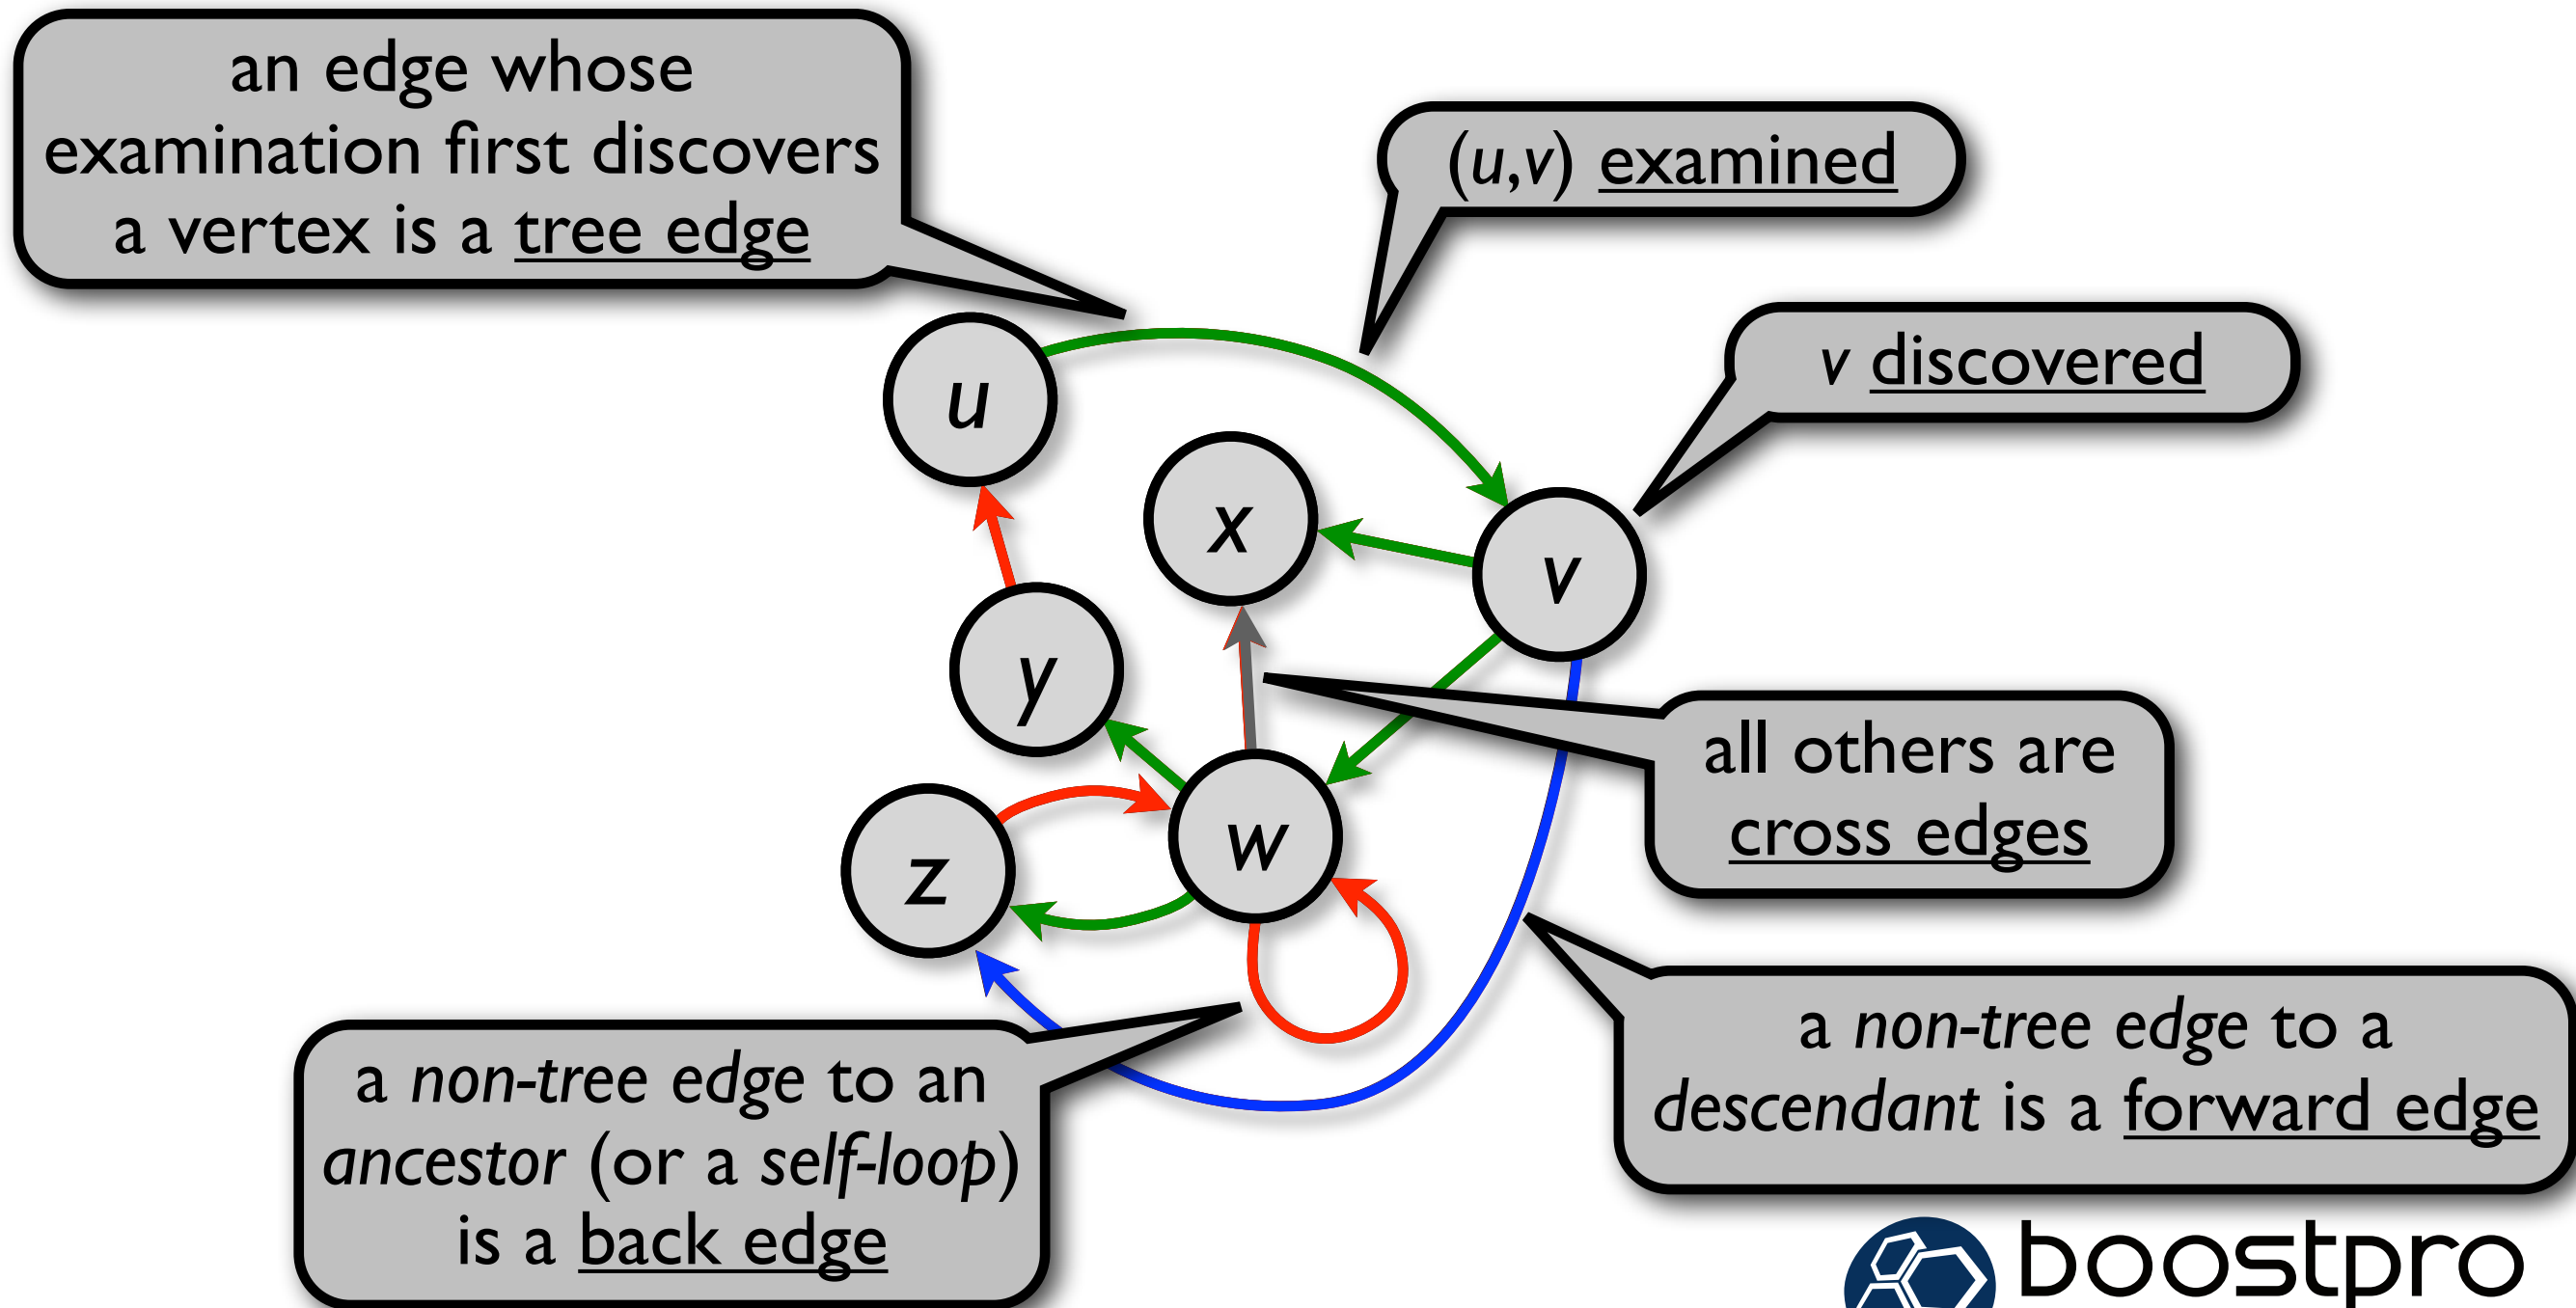 an edge whose
examination first discovers
a vertex is a tree edge
(u,v) examined
v discovered
u
x
v
y
w
z
all others are
cross edges
a non-tree edge to a
descendant is a forward edge
a non-tree edge to an
ancestor (or a self-loop)
is a back edge
boostpro